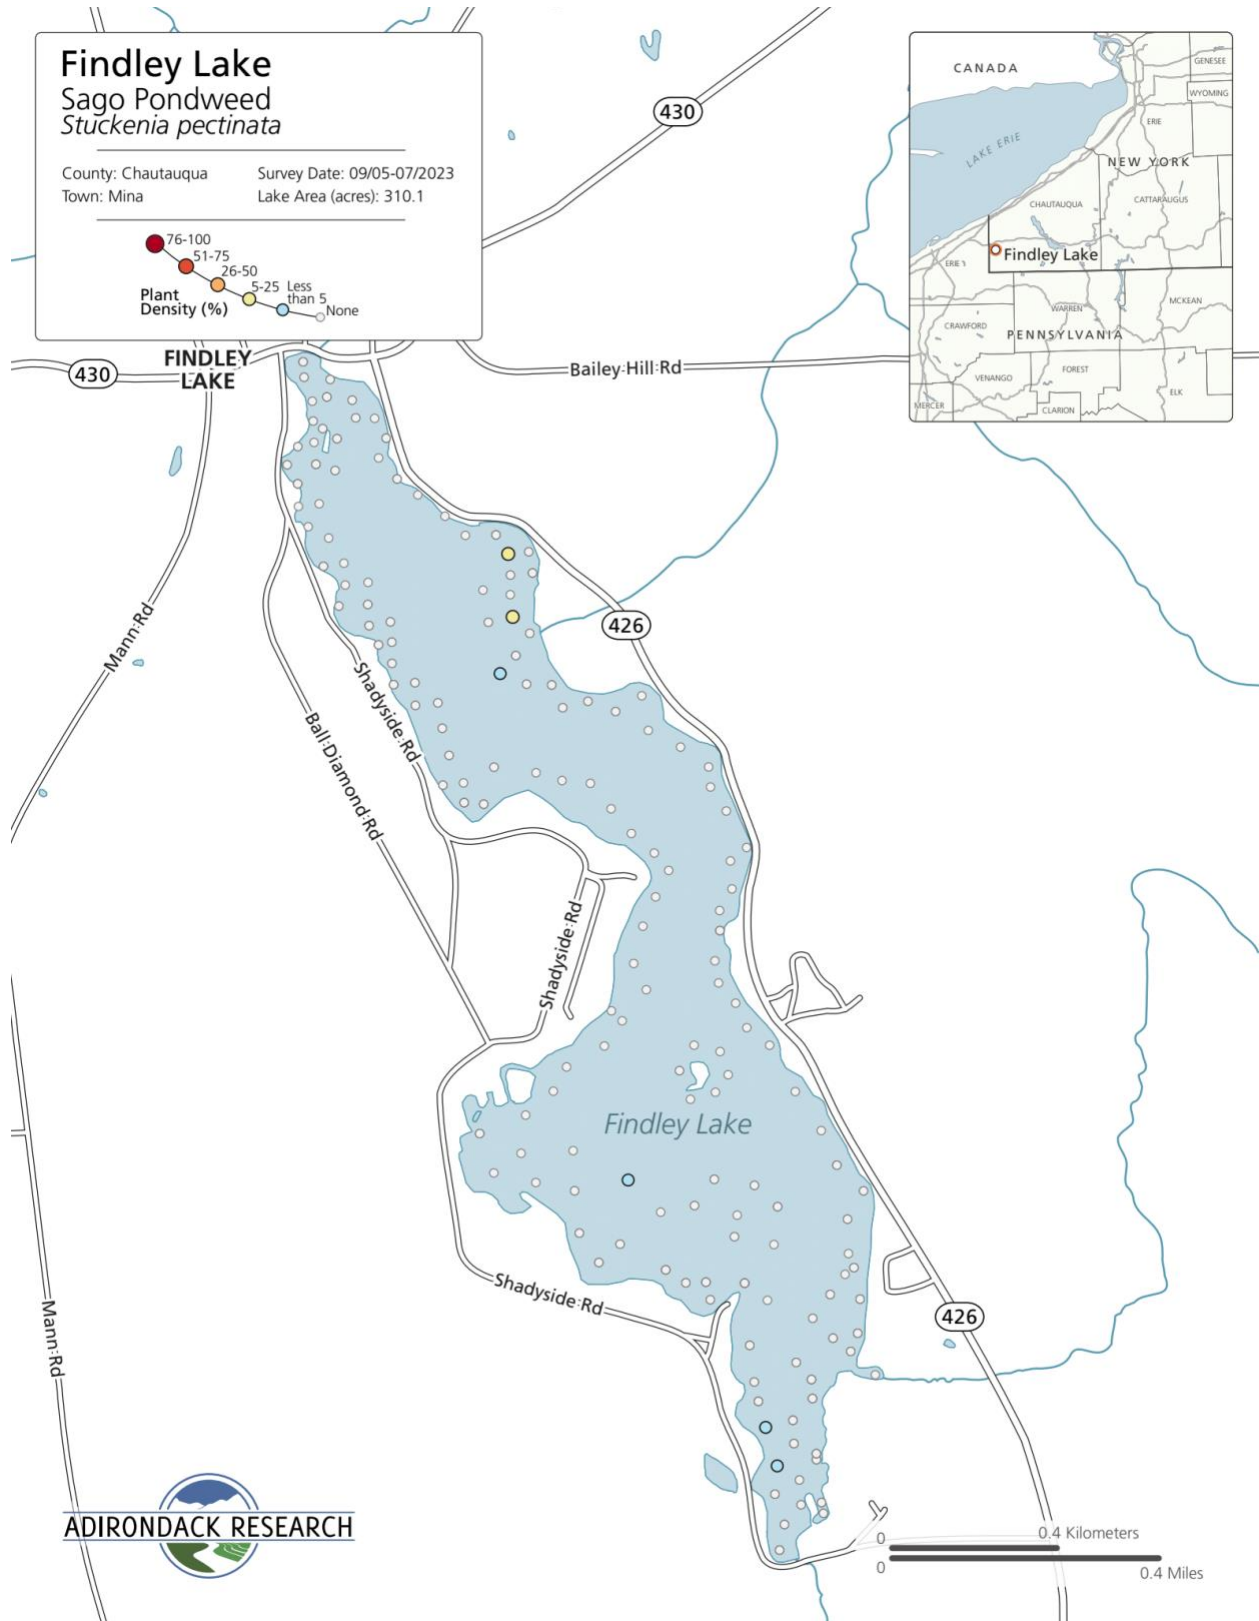 Findley Lake
Sago Pondweed
Stuckenia pectinata
County: Chautauqua
Survey Date: 09/05-07/2023
Town: Mina
Lake Area (acres): 310.1
76-100
51-75
26-50
5-25
Less
than 5
None
Plant
Density (%)
CANADA
GENESEE
WYOMING
ERIE
LAKE ERIE
NEW YORK
CHAUTAUQUA
CATTARAUGUS
Findley Lake
ERIE
WARREN
MCKEAN
CRAWFORD
PENNSYLVANIA
VENANGO
FOREST
ELK
MERCER
CLARION
430
FINDLEY
LAKE
430
Bailey Hill Rd
Mann Rd
426
Shadyside Rd
Ball Diamond Rd
Shadyside Rd
Findley Lake
Shadyside Rd
Mann Rd
426
ADIRONDACK RESEARCH
0
0.4 Kilometers
0
0.4 Miles